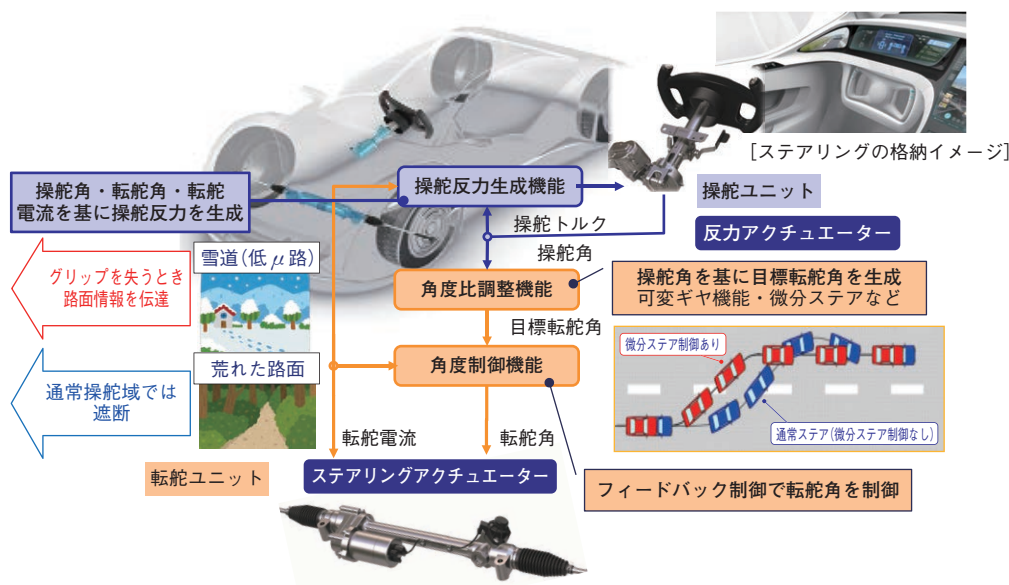 [ステアリングの格納イメージ]
操舵角・転舵角・転舵
電流を基に操舵反力を生成
操舵反力生成機能
操舵ユニット
操舵トルク
反力アクチュエーター
操舵角
グリップを失うとき
路面情報を伝達
雪道(低μ路)
角度比調整機能
操舵角を基に目標転舵角を生成
可変ギヤ機能・微分ステアなど
目標転舵角
微分ステア制御あり
荒れた路面
角度制御機能
通常操舵域では
遮断
通常ステア(微分ステア制御なし)
転舵電流
転舵角
転舵ユニット
ステアリングアクチュエーター
フィードバック制御で転舵角を制御